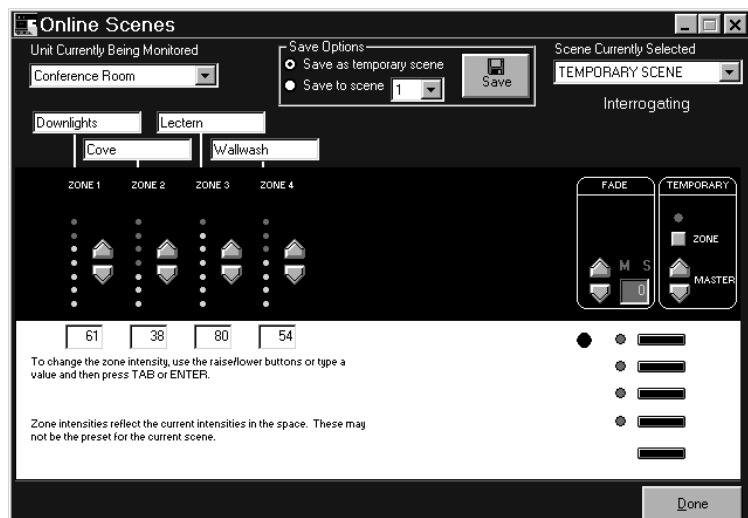 Online Scenes
Unit Currently Being Monitored
Conference Room
Save Options
Save as temporary scene
Save to scene 1
Save
Scene Currently Selected
TEMPORARY SCENE
Interrogating
Downlights
Lectern
Cove
Wallwash
ZONE 1 ZONE 2 ZONE 3 ZONE 4
FADE
M S
0
TEMPORARY
ZONE
MASTER
61 38 80 54
To change the zone intensity, use the raise/lower buttons or type a
value and then press TAB or ENTER.
Zone intensities reflect the current intensities in the space. These may
not be the preset for the current scene.
Done